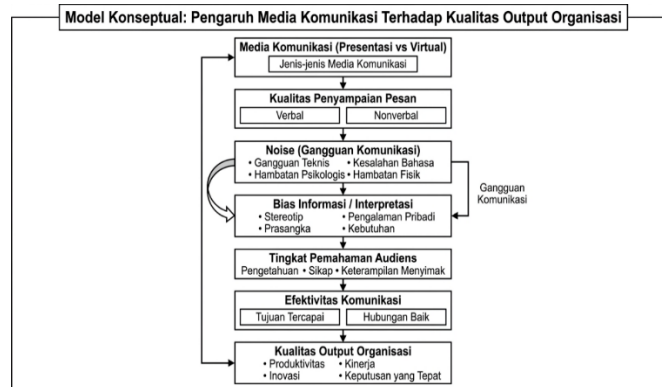 Model Konseptual: Pengaruh Media Komunikasi Terhadap Kualitas Output Organisasi
Media Komunikasi (Presentasi vs Virtual)
Jenis-jenis Media Komunikasi
Kualitas Penyampaian Pesan
Verbal Nonverbal
Noise (Gangguan Komunikasi)
• Gangguan Teknis • Kesalahan Bahasa
• Hambatan Psikologis • Hambatan Fisik
Gangguan
Komunikasi
Bias Informasi / Interpretasi
• Stereotip • Pengalaman Pribadi
• Prasangka • Kebutuhan
Tingkat Pemahaman Audiens
Pengetahuan • Sikap • Keterampilan Menyimak
Efektivitas Komunikasi
Tujuan Tercapai Hubungan Baik
Kualitas Output Organisasi
• Produktivitas • Kinerja
• Inovasi • Keputusan yang Tepat